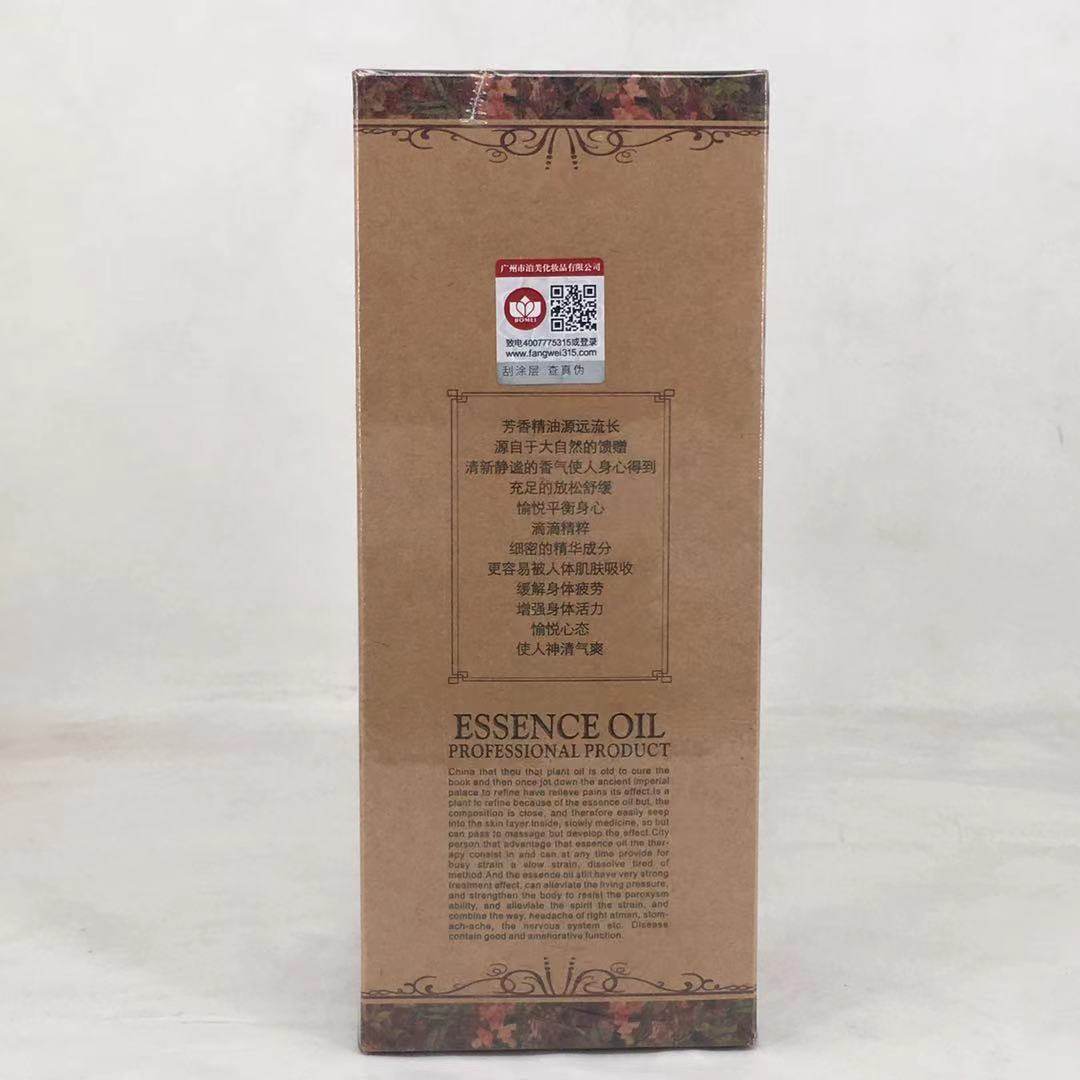 广州市泊美化妆品有限公司
BOMEI
致电4007775315或登录
www.fangwei315.com
刮涂层 查真伪
芳香精油源远流长
源自于大自然的馈赠
清新静谧的香气使人身心得到
充足的放松舒缓
愉悦平衡身心
滴滴精粹
细密的精华成分
更容易被人体肌肤吸收
缓解身体疲劳
增强身体活力
愉悦心态
使人神清气爽
ESSENCE OIL
PROFESSIONAL PRODUCT
China that thou that plant oil is old to cure the
book and then once jot down the ancient imperial
palace to refine have relieve pains its effect.Is a
plant to refine because of the essence oil but, the
composition is close, and therefore easily seep
into the skin layer inside, slowly medicine, so but
can pass to massage but develop the effect.City
person that advantage that essence oil the ther-
apy consist in and can at any time provide for
busy strain a slow strain, dissolve tired of
method.And the essence oil still have very strong
treatment effect, can alleviate the living pressure,
and strengthen the body to resist the paroxysm
ability, and alleviate the spirit the strain, and
combine the way, headache of right atman, stom-
ach-ache, the nervous system etc. Disease
contain good and ameliorative function.